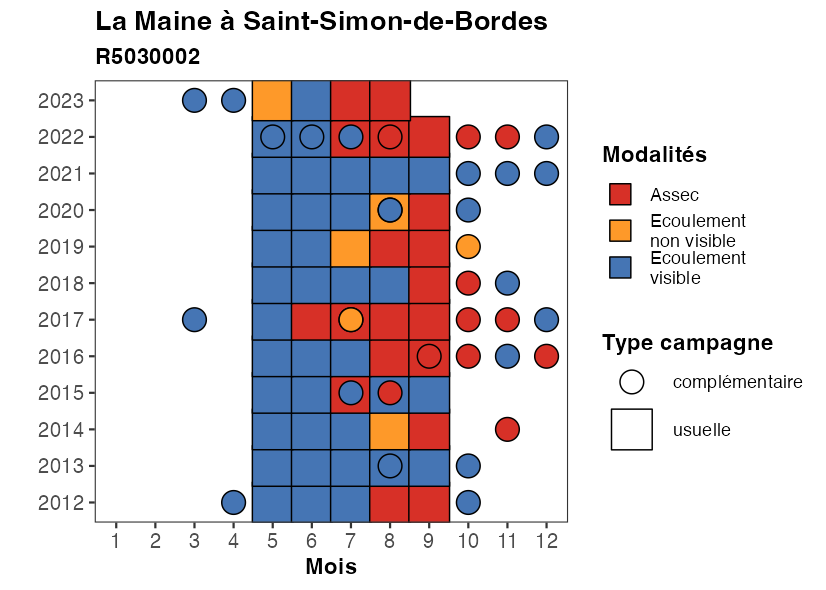 La Maine à Saint-Simon-de-Bordes
R5030002
2023
2022
2021
2020
2019
2018
2017
2016
2015
2014
2013
2012
1 2 3 4 5 6 7 8 9 10 11 12
Mois
Modalités
Assec
Ecoulement
non visible
Ecoulement
visible
Type campagne
complémentaire
usuelle